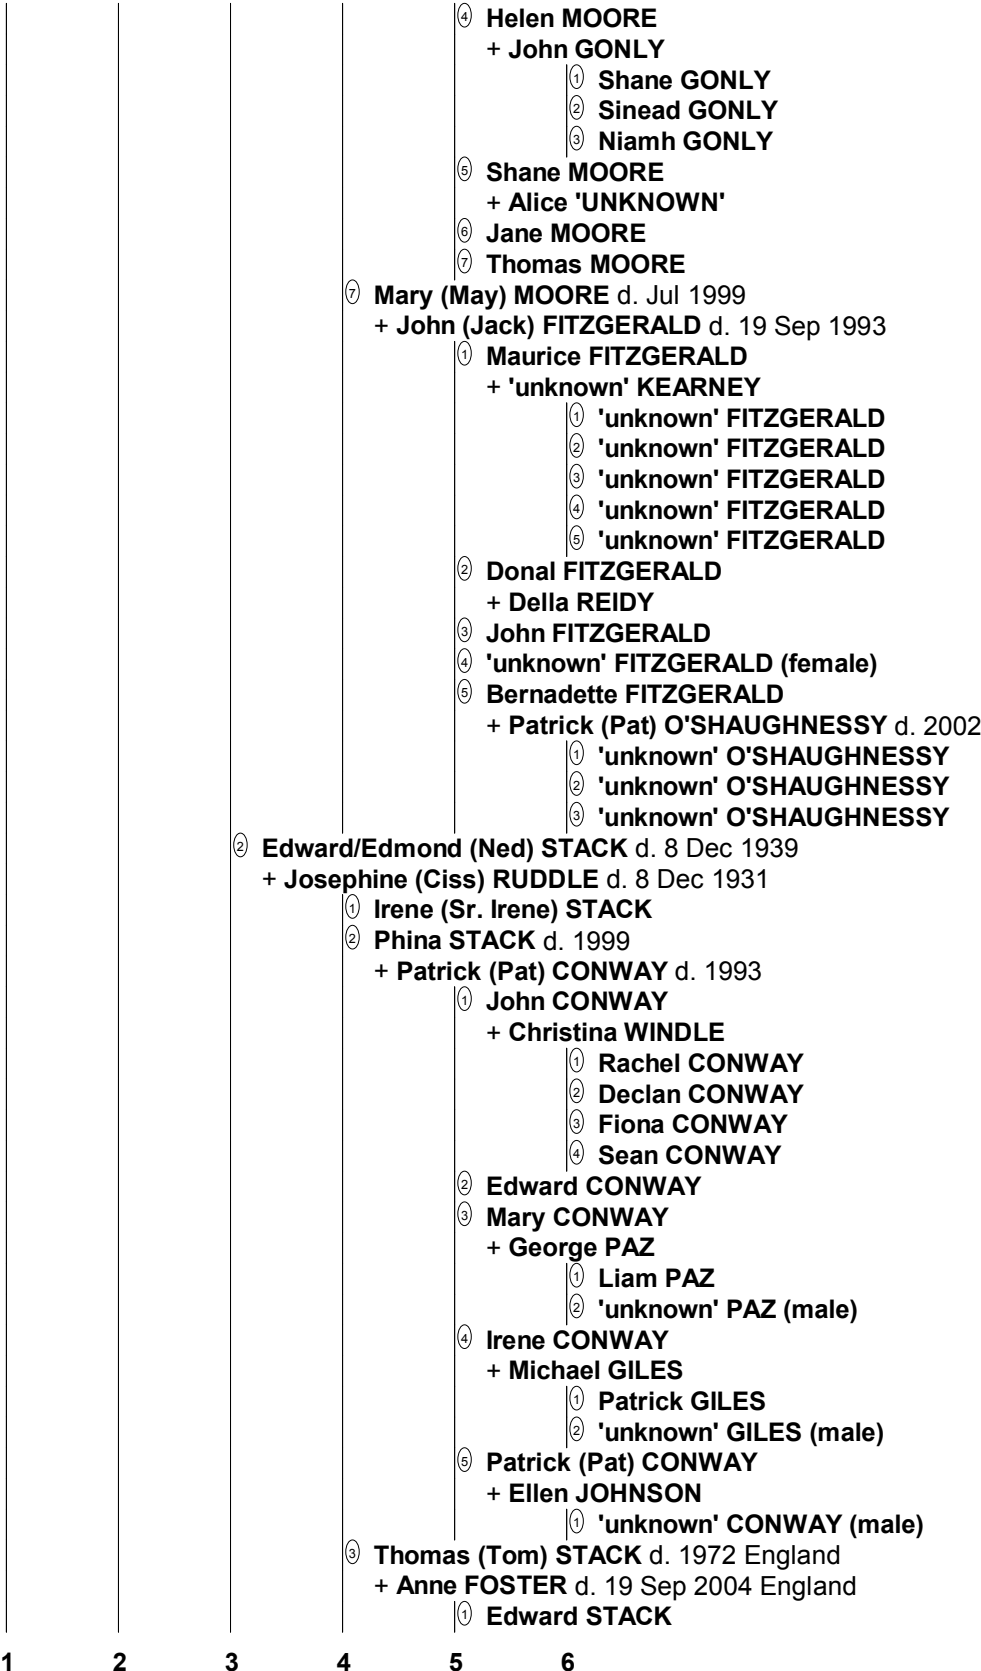 ④ Helen MOORE
+ John GONLY
① Shane GONLY
② Sinead GONLY
③ Niamh GONLY
⑤ Shane MOORE
+ Alice 'UNKNOWN'
⑥ Jane MOORE
⑦ Thomas MOORE
⑦ Mary (May) MOORE d. Jul 1999
+ John (Jack) FITZGERALD d. 19 Sep 1993
① Maurice FITZGERALD
+ 'unknown' KEARNEY
① 'unknown' FITZGERALD
② 'unknown' FITZGERALD
③ 'unknown' FITZGERALD
④ 'unknown' FITZGERALD
⑤ 'unknown' FITZGERALD
② Donal FITZGERALD
+ Della REIDY
③ John FITZGERALD
④ 'unknown' FITZGERALD (female)
⑤ Bernadette FITZGERALD
+ Patrick (Pat) O'SHAUGHNESSY d. 2002
① 'unknown' O'SHAUGHNESSY
② 'unknown' O'SHAUGHNESSY
③ 'unknown' O'SHAUGHNESSY
② Edward/Edmond (Ned) STACK d. 8 Dec 1939
+ Josephine (Ciss) RUDDLE d. 8 Dec 1931
① Irene (Sr. Irene) STACK
② Phina STACK d. 1999
+ Patrick (Pat) CONWAY d. 1993
① John CONWAY
+ Christina WINDLE
① Rachel CONWAY
② Declan CONWAY
③ Fiona CONWAY
④ Sean CONWAY
② Edward CONWAY
③ Mary CONWAY
+ George PAZ
① Liam PAZ
② 'unknown' PAZ (male)
④ Irene CONWAY
+ Michael GILES
① Patrick GILES
② 'unknown' GILES (male)
⑤ Patrick (Pat) CONWAY
+ Ellen JOHNSON
① 'unknown' CONWAY (male)
③ Thomas (Tom) STACK d. 1972 England
+ Anne FOSTER d. 19 Sep 2004 England
① Edward STACK
1 2 3 4 5 6